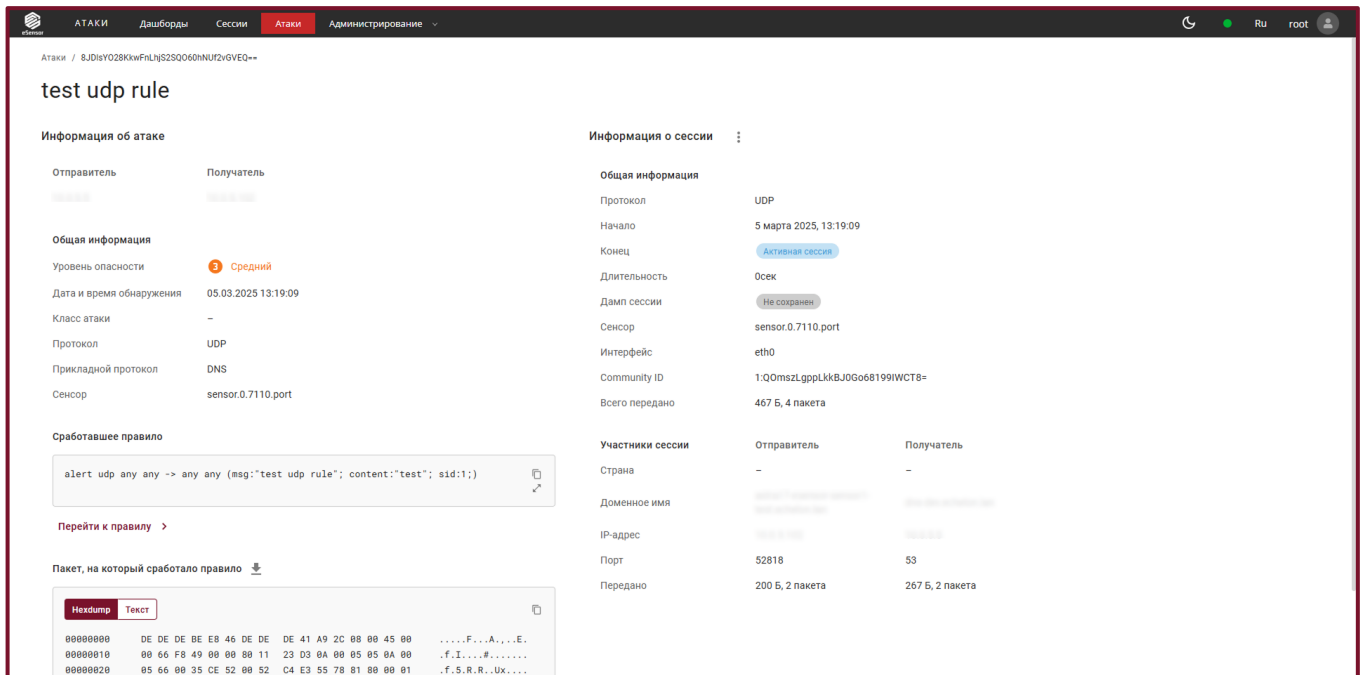 eSensor
АТАКИ Дашборды Сессии Атаки Администрирование Ru root
Атаки / 8JDIsYO28KkwFnLhjS2SQO60hNUf2vGVEQ==
test udp rule
Информация об атаке
Отправитель Получатель
Общая информация
Уровень опасности 3 Средний
Дата и время обнаружения 05.03.2025 13:19:09
Класс атаки –
Протокол UDP
Прикладной протокол DNS
Сенсор sensor.0.7110.port
Сработавшее правило
alert udp any any -> any any (msg:"test udp rule"; content:"test"; sid:1;)
Перейти к правилу >
Пакет, на который сработало правило
Hexdump Текст
00000000 DE DE DE BE E8 46 DE DE DE 41 A9 2C 08 00 45 00 .....F...A.,..E.
00000010 00 66 F8 49 00 00 80 11 23 D3 0A 00 05 05 0A 00 .f.I....#.......
00000020 05 66 00 35 CE 52 00 52 C4 E3 55 78 81 80 00 01 .f.5.R.R..Ux....
Информация о сессии
Общая информация
Протокол UDP
Начало 5 марта 2025, 13:19:09
Конец Активная сессия
Длительность 0сек
Дамп сессии Не сохранен
Сенсор sensor.0.7110.port
Интерфейс eth0
Community ID 1:QOmszLgppLkkBJ0Go68199IWCT8=
Всего передано 467 Б, 4 пакета
Участники сессии Отправитель Получатель
Страна – –
Доменное имя
IP-адрес
Порт 52818 53
Передано 200 Б, 2 пакета 267 Б, 2 пакета